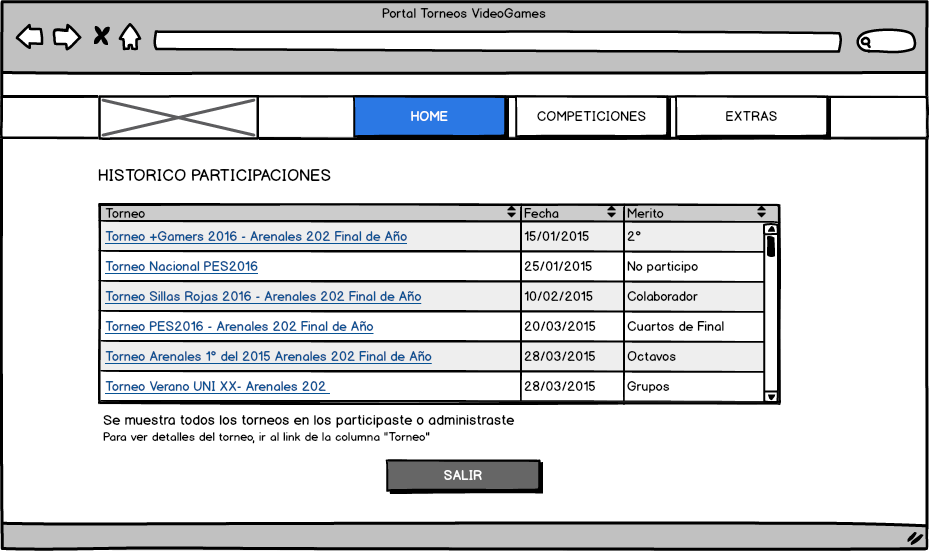 Portal Torneos VideoGames
HOME COMPETICIONES EXTRAS
HISTORICO PARTICIPACIONES
Torneo Fecha Merito
Torneo +Gamers 2016 - Arenales 202 Final de Año 15/01/2015 2°
Torneo Nacional PES2016 25/01/2015 No participo
Torneo Sillas Rojas 2016 - Arenales 202 Final de Año 10/02/2015 Colaborador
Torneo PES2016 - Arenales 202 Final de Año 20/03/2015 Cuartos de Final
Torneo Arenales 1° del 2015 Arenales 202 Final de Año 28/03/2015 Octavos
Torneo Verano UNI XX- Arenales 202 28/03/2015 Grupos
Se muestra todos los torneos en los participaste o administraste
Para ver detalles del torneo, ir al link de la columna "Torneo"
SALIR